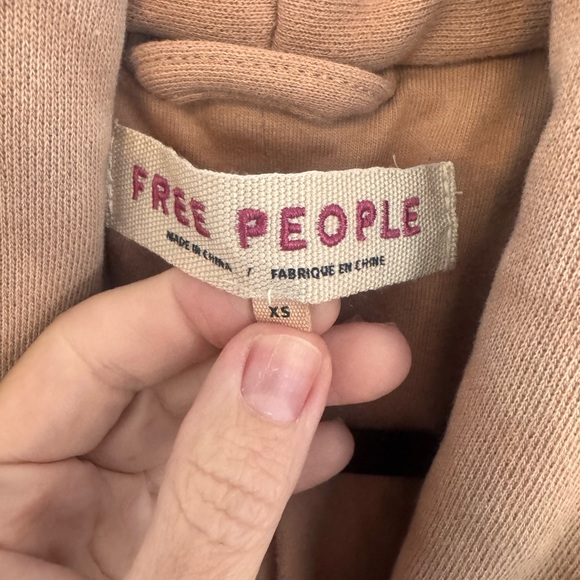 FREE PEOPLE
MADE IN CHINA / FABRIQUE EN CHINE
XS